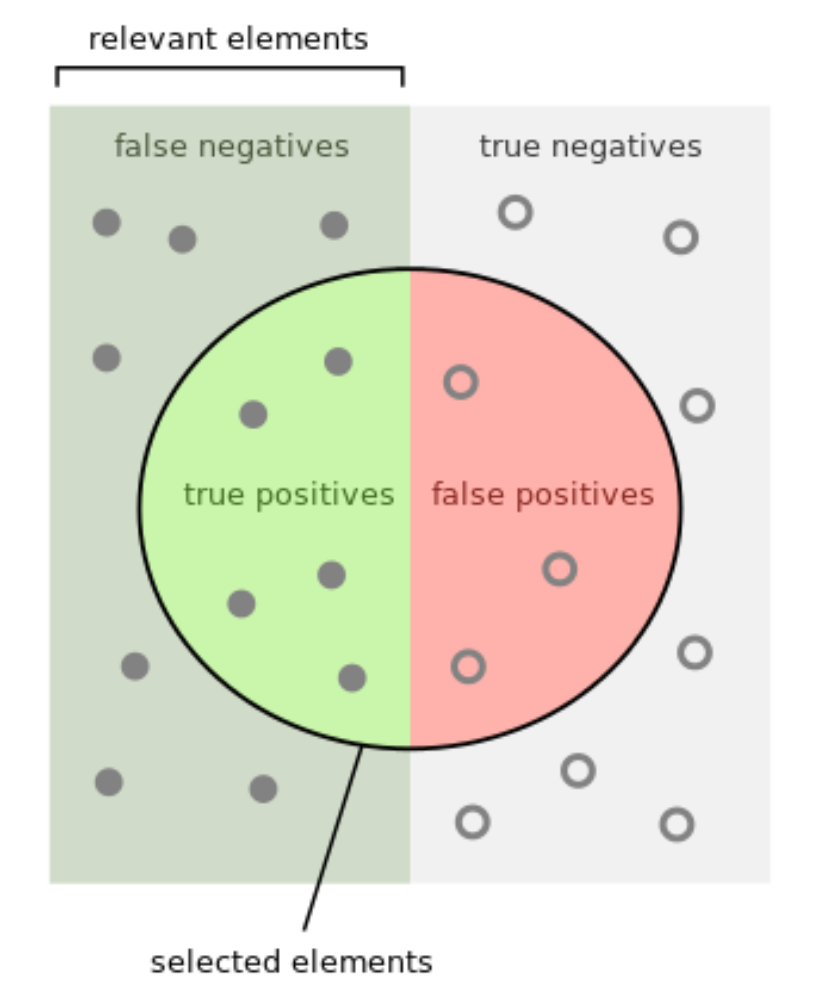 relevant elements
false negatives
true negatives
true positives
false positives
selected elements